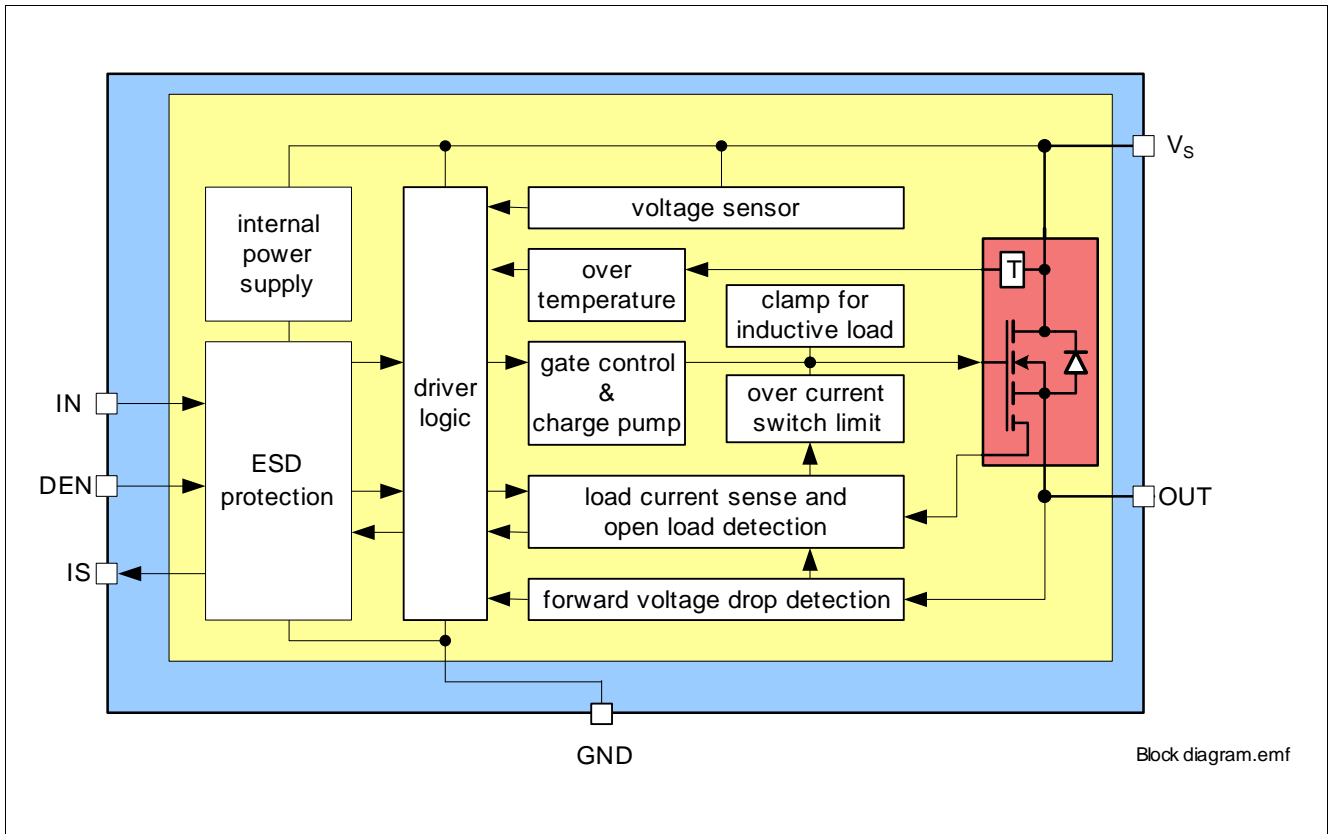 V_S
voltage sensor
internal
power
supply
over
temperature
T
clamp for
inductive load
gate control
&
charge pump
driver
logic
over current
switch limit
IN
ESD
protection
DEN
load current sense and
open load detection
OUT
IS
forward voltage drop detection
GND
Block diagram.emf